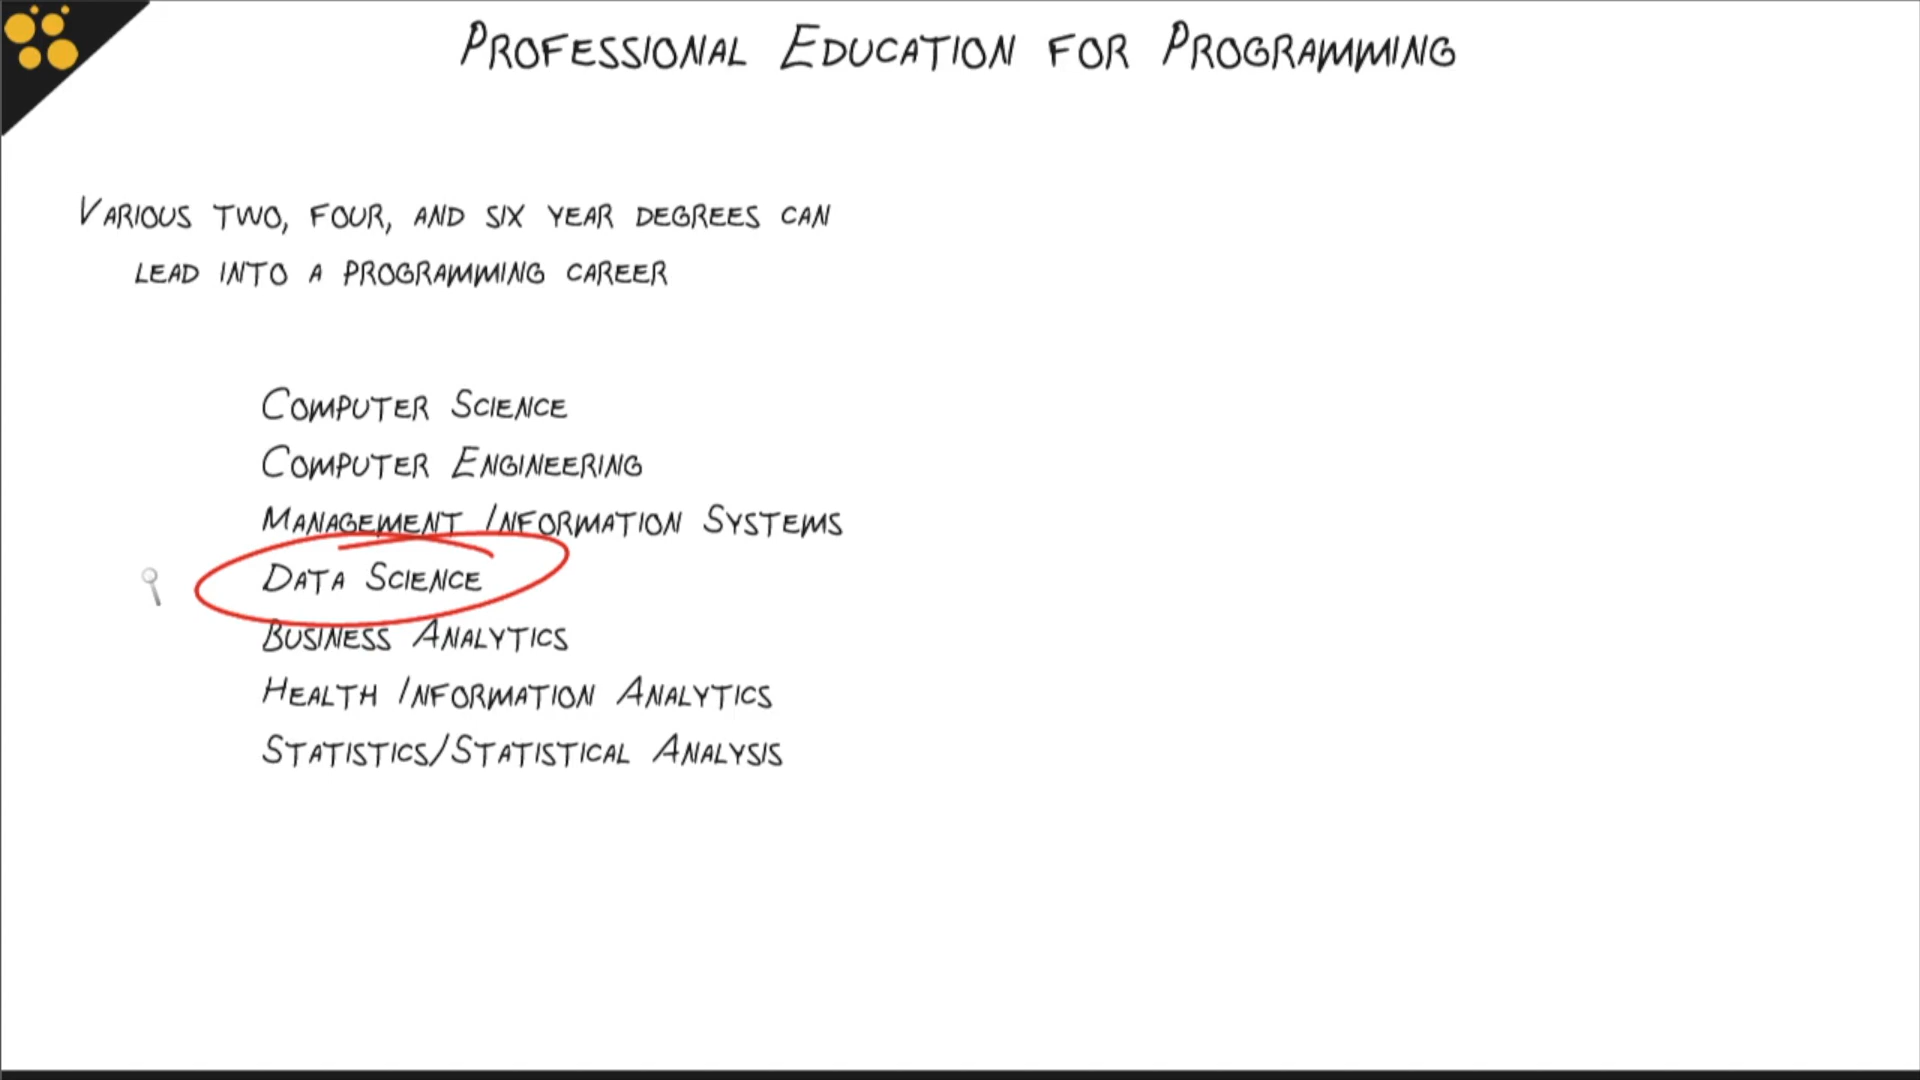 Professional Education for Programming
Various two, four, and six year degrees can
lead into a programming career
Computer Science
Computer Engineering
Management Information Systems
Data Science
Business Analytics
Health Information Analytics
Statistics/Statistical Analysis